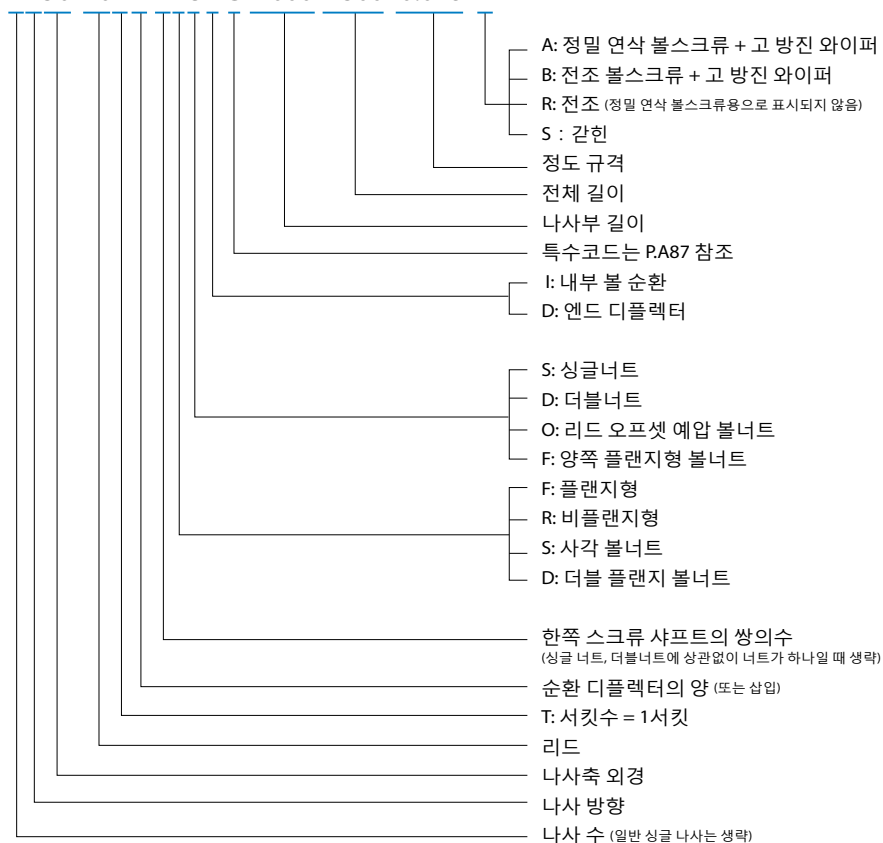 A: 정밀 연삭 볼스크류 + 고 방진 와이퍼
B: 전조 볼스크류 + 고 방진 와이퍼
R: 전조 (정밀 연삭 볼스크류용으로 표시되지 않음)
S : 갇힌
정도 규격
전체 길이
나사부 길이
특수코드는 P.A87 참조
I: 내부 볼 순환
D: 엔드 디플렉터
S: 싱글너트
D: 더블너트
O: 리드 오프셋 예압 볼너트
F: 양쪽 플랜지형 볼너트
F: 플랜지형
R: 비플랜지형
S: 사각 볼너트
D: 더블 플랜지 볼너트
한쪽 스크류 샤프트의 쌍의수
(싱글 너트, 더블너트에 상관없이 너트가 하나일 때 생략)
순환 디플렉터의 양 (또는 삽입)
T: 서킷수 = 1서킷
리드
나사축 외경
나사 방향
나사 수 (일반 싱글 나사는 생략)